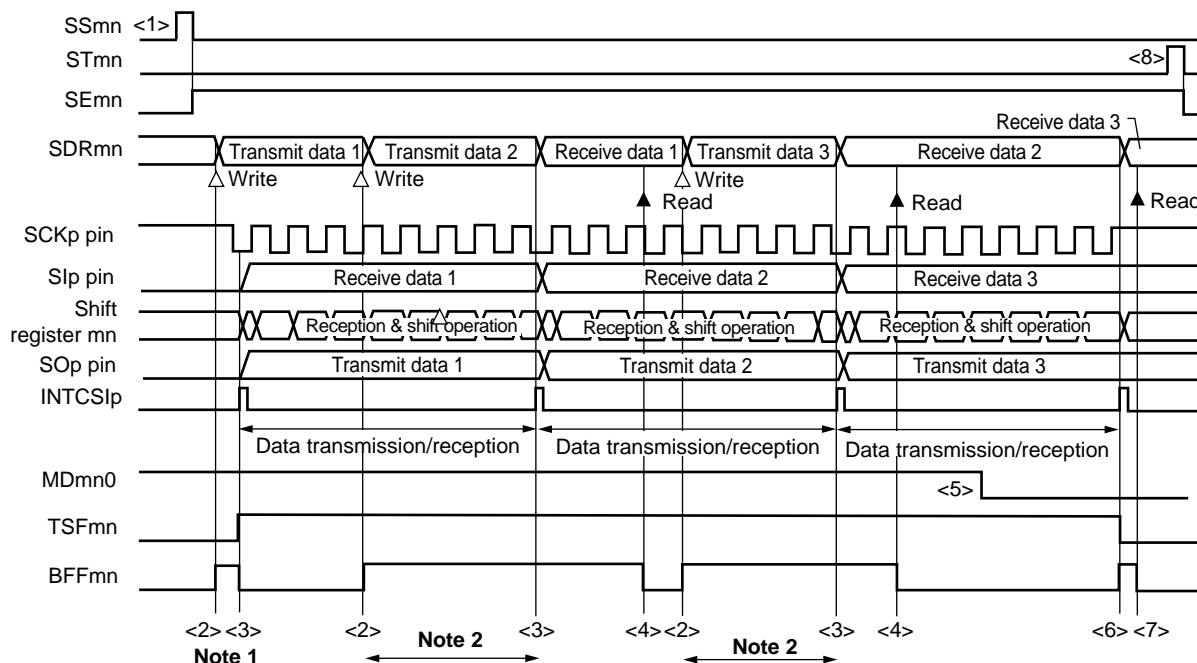 SSmn <1>
STmn <8>
SEmn
Receive data 3
SDRmn Transmit data 1 Transmit data 2 Receive data 1 Transmit data 3 Receive data 2
Write Write Write
Read Read Read
SCKp pin
SIp pin Receive data 1 Receive data 2 Receive data 3
Shift
register mn Reception & shift operation Reception & shift operation Reception & shift operation
SOp pin Transmit data 1 Transmit data 2 Transmit data 3
INTCSIp
Data transmission/reception Data transmission/reception Data transmission/reception
MDmn0 <5>
TSFmn
BFFmn
<2> <3> <2> <3> <4> <2> <3> <4> <6> <7>
Note 1 Note 2 Note 2